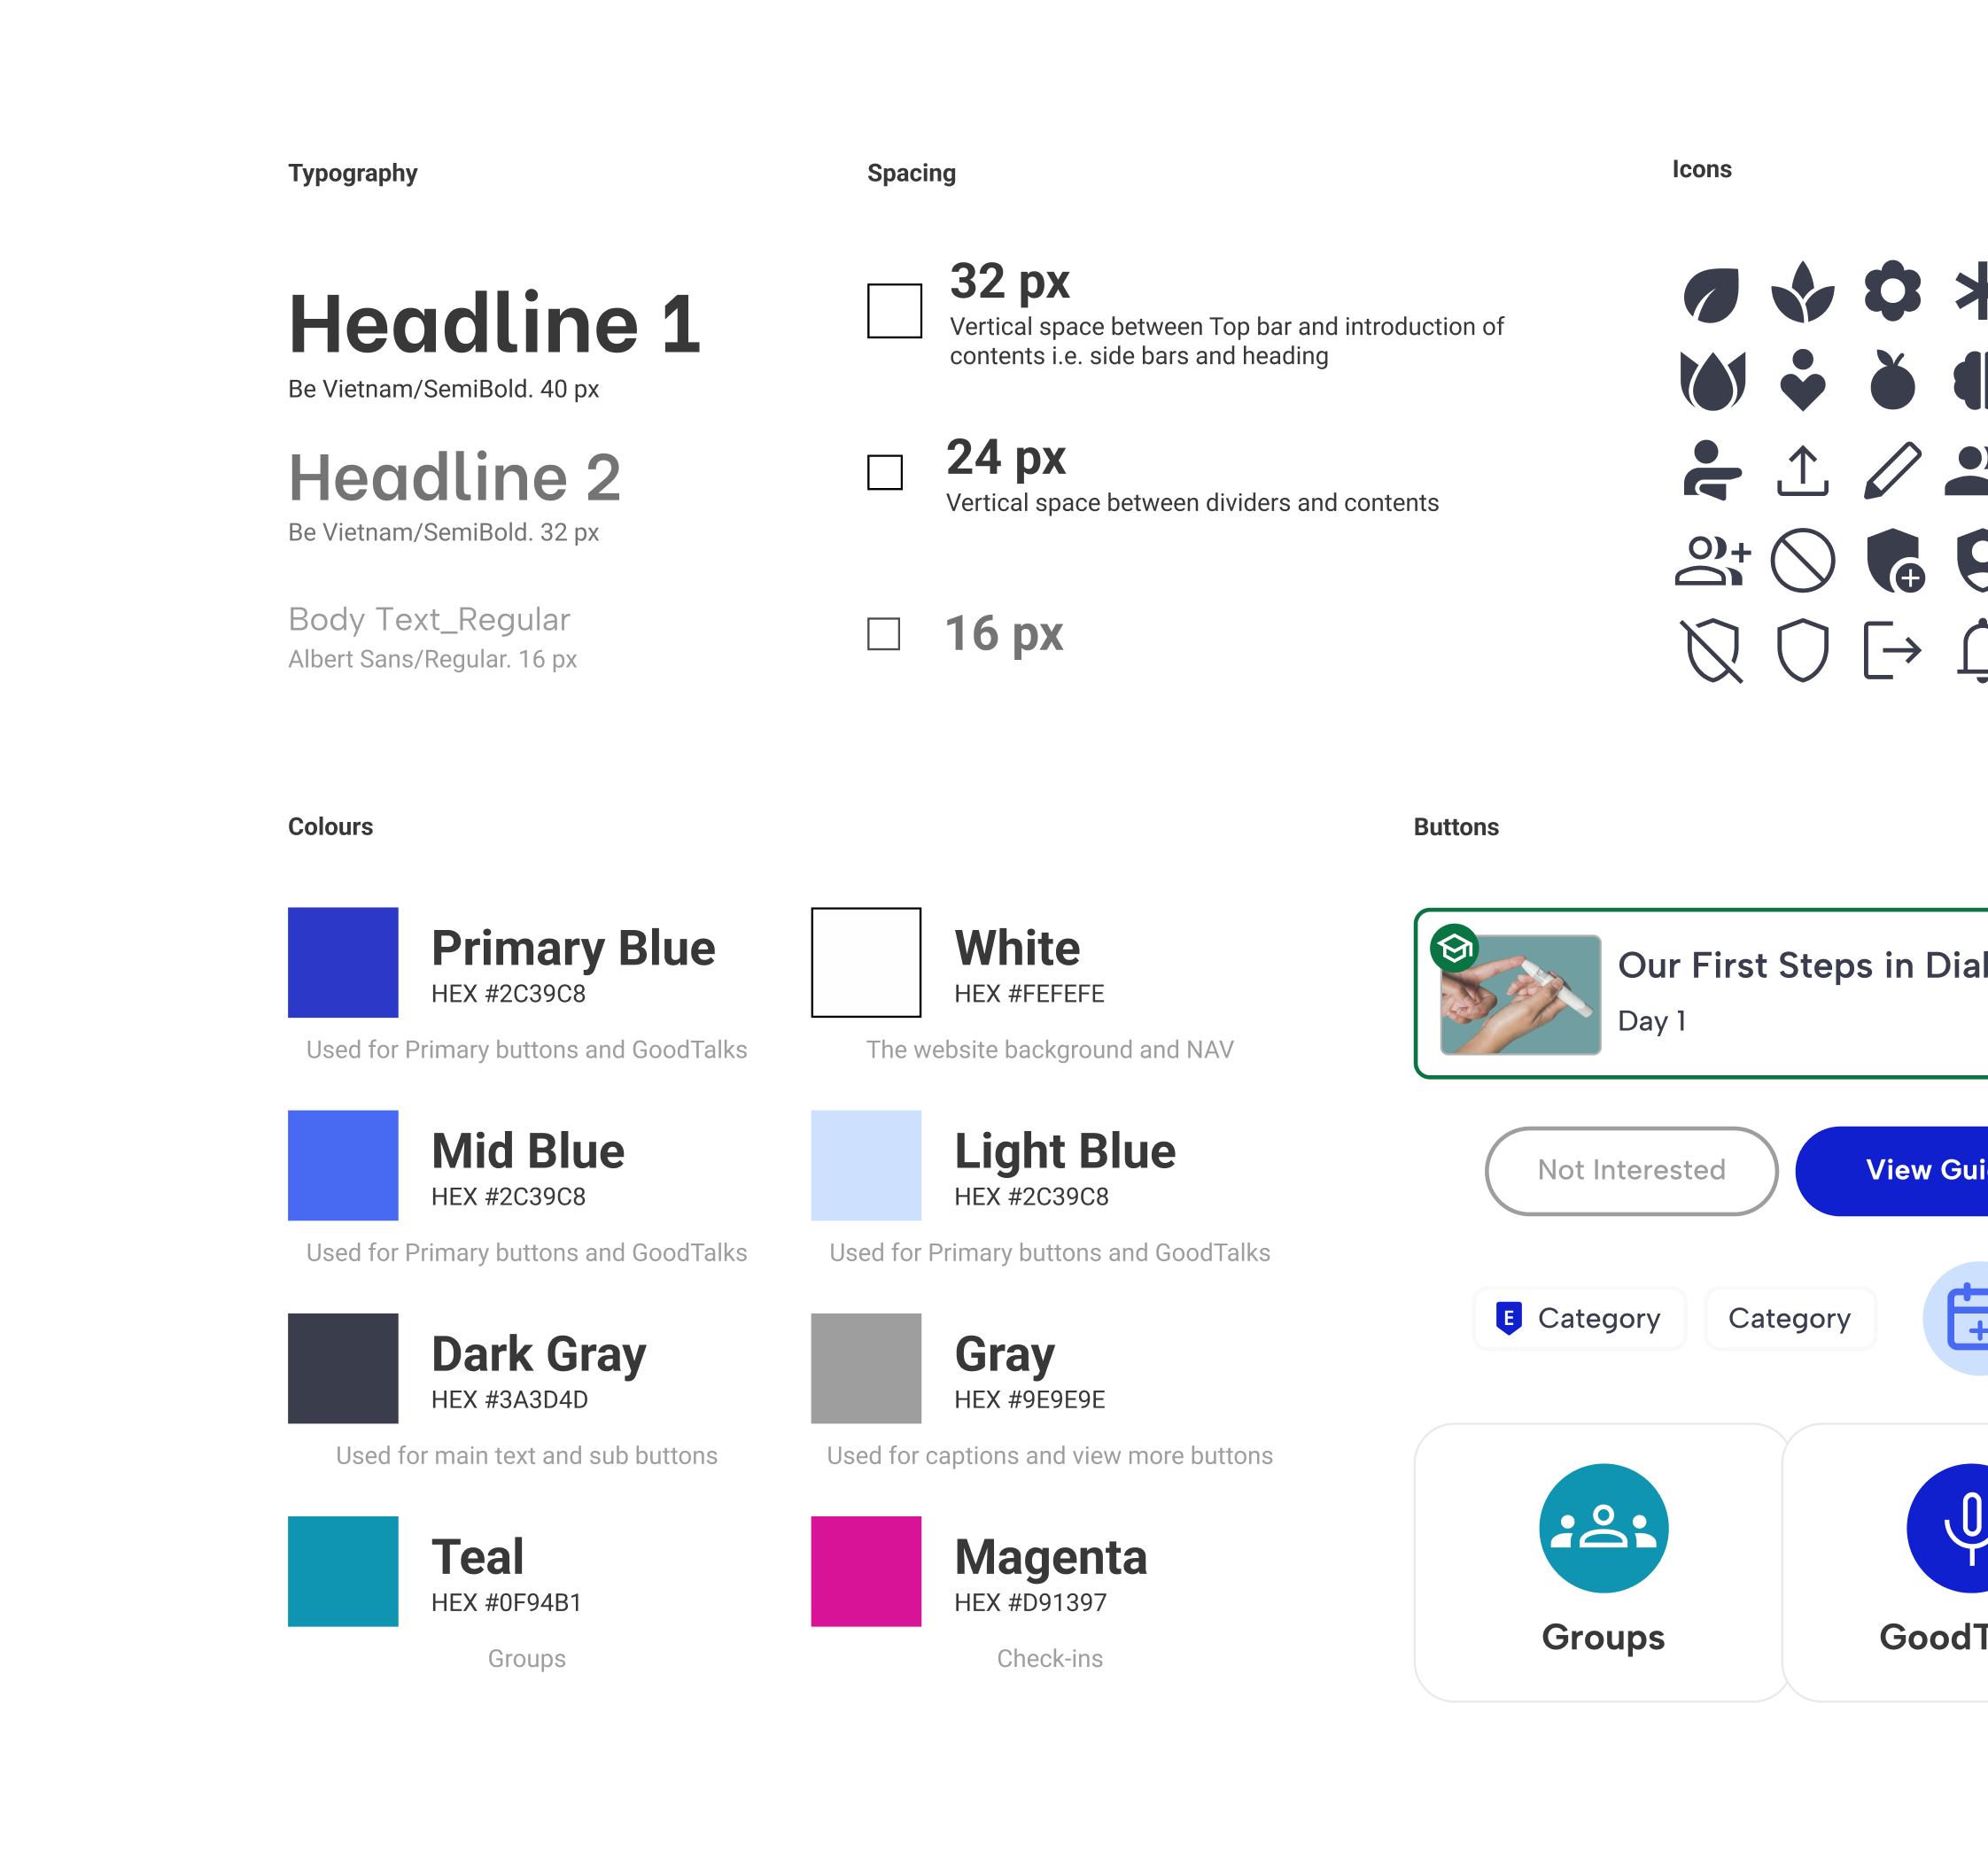 Typography
Headline 1
Be Vietnam/SemiBold. 40 px
Headline 2
Be Vietnam/SemiBold. 32 px
Body Text_Regular
Albert Sans/Regular. 16 px
Spacing
32 px
Vertical space between Top bar and introduction of
contents i.e. side bars and heading
24 px
Vertical space between dividers and contents
16 px
Icons
Colours
Primary Blue
HEX #2C39C8
Used for Primary buttons and GoodTalks
White
HEX #FEFEFE
The website background and NAV
Mid Blue
HEX #2C39C8
Used for Primary buttons and GoodTalks
Light Blue
HEX #2C39C8
Used for Primary buttons and GoodTalks
Dark Gray
HEX #3A3D4D
Used for main text and sub buttons
Gray
HEX #9E9E9E
Used for captions and view more buttons
Teal
HEX #0F94B1
Groups
Magenta
HEX #D91397
Check-ins
Buttons
Our First Steps in
Day 1
Not Interested
View
E Category
Category
Groups